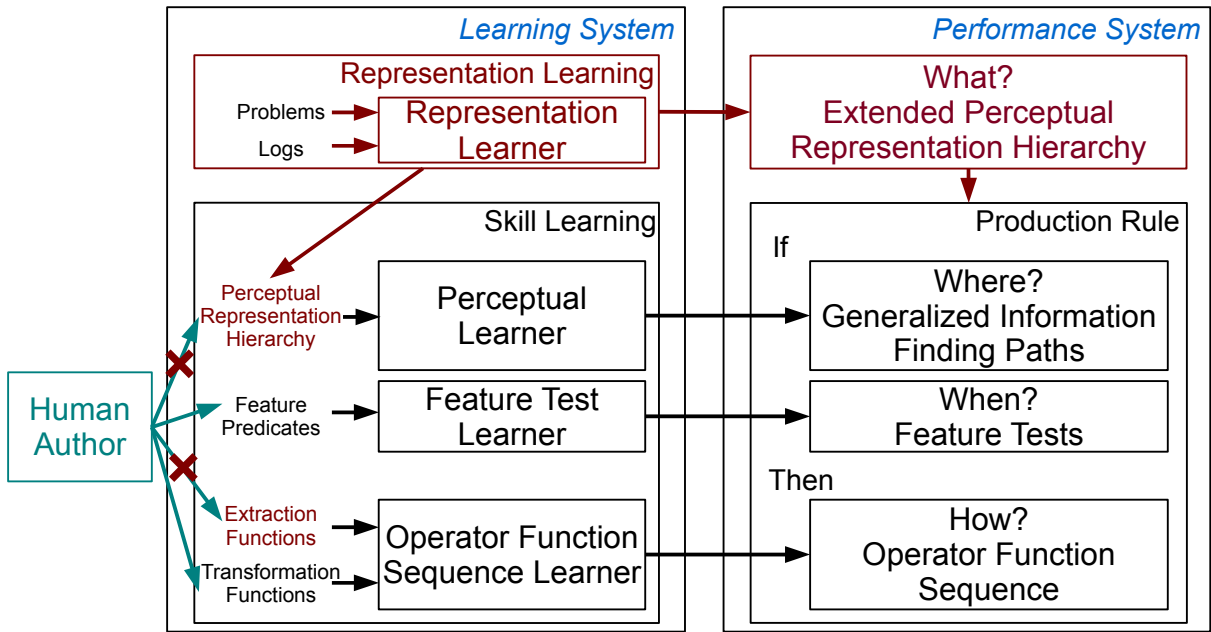 Learning System
Performance System
Representation Learning
Problems
Logs
Representation
Learner
What?
Extended Perceptual
Representation Hierarchy
Skill Learning
Production Rule
If
Perceptual
Representation
Hierarchy
Perceptual
Learner
Where?
Generalized Information
Finding Paths
Human
Author
Feature
Predicates
Feature Test
Learner
When?
Feature Tests
Then
Extraction
Functions
Transformation
Functions
Operator Function
Sequence Learner
How?
Operator Function
Sequence